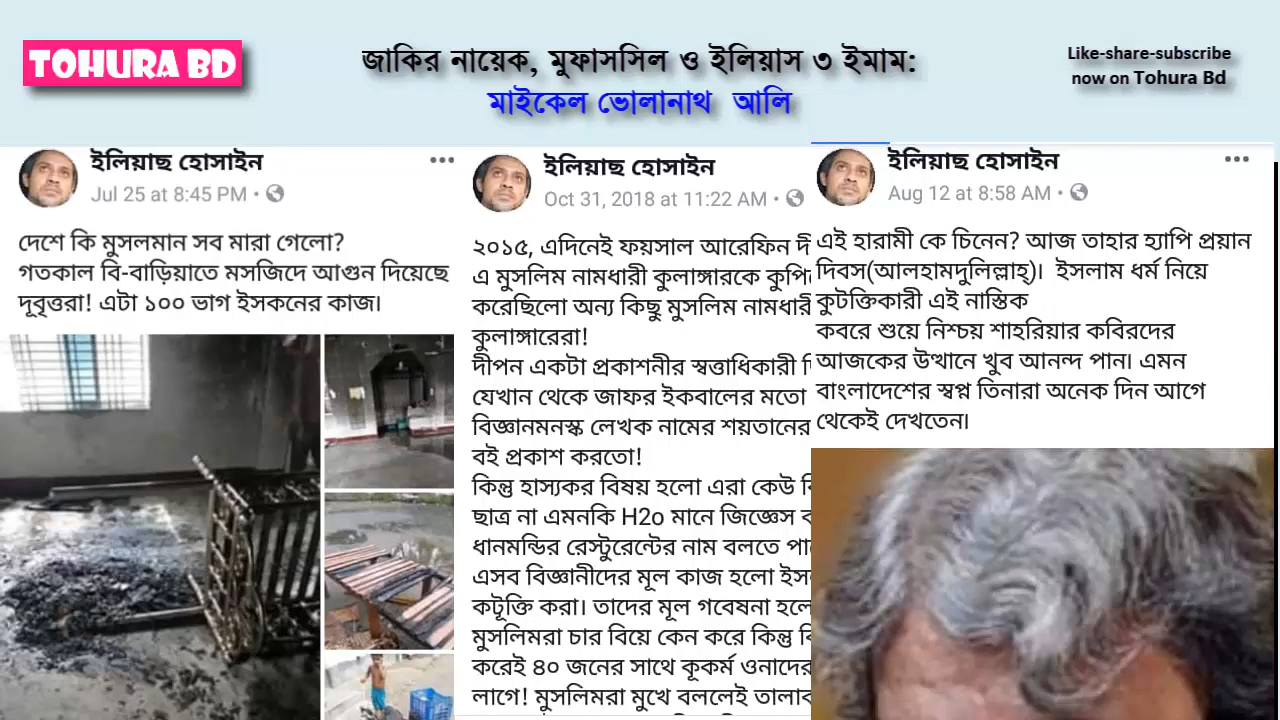 TOHURA BD
জাকির নায়েক, মুফাসসিল ও ইলিয়াস ৩ ইমাম:
মাইকেল ভোলানাথ আলি
Like-share-subscribe
now on Tohura Bd
ইলিয়াছ হোসাইন
Jul 25 at 8:45 PM •
দেশে কি মুসলমান সব মারা গেলো?
গতকাল বি-বাড়িয়াতে মসজিদে আগুন দিয়েছে
দূবৃত্তরা! এটা ১০০ ভাগ ইসকনের কাজ৷
ইলিয়াছ হোসাইন
Oct 31, 2018 at 11:22 AM •
২০১৫, এদিনেই ফয়সাল আরেফিন দী
এ মুসলিম নামধারী কুলাঙ্গারকে কুপি
করেছিলো অন্য কিছু মুসলিম নামধারী
কুলাঙ্গারেরা!
দীপন একটা প্রকাশনীর স্বত্তাধিকারী
যেখান থেকে জাফর ইকবালের মতো
বিজ্ঞানমনস্ক লেখক নামের শয়তানের
বই প্রকাশ করতো!
কিন্তু হাস্যকর বিষয় হলো এরা কেউ
ছাত্র না এমনকি H2o মানে জিজ্ঞেস
ধানমন্ডির রেস্টুরেন্টের নাম বলতে
এসব বিজ্ঞানীদের মূল কাজ হলো
কটূক্তি করা। তাদের মূল গবেষনা
মুসলিমরা চার বিয়ে কেন করে কিন্তু
করেই ৪০ জনের সাথে কূকর্ম ওনাদের
লাগে! মুসলিমরা মুখে বললেই
ইলিয়াছ হোসাইন
Aug 12 at 8:58 AM •
এই হারামী কে চিনেন? আজ তাহার হ্যাপি প্রয়ান
দিবস(আলহামদুলিল্লাহ্)। ইসলাম ধর্ম নিয়ে
কুটক্তিকারী এই নাস্তিক
কবরে শুয়ে নিশ্চয় শাহরিয়ার কবিরদের
আজকের উত্থানে খুব আনন্দ পান৷ এমন
বাংলাদেশের স্বপ্ন তিনারা অনেক দিন আগে
থেকেই দেখতেন৷